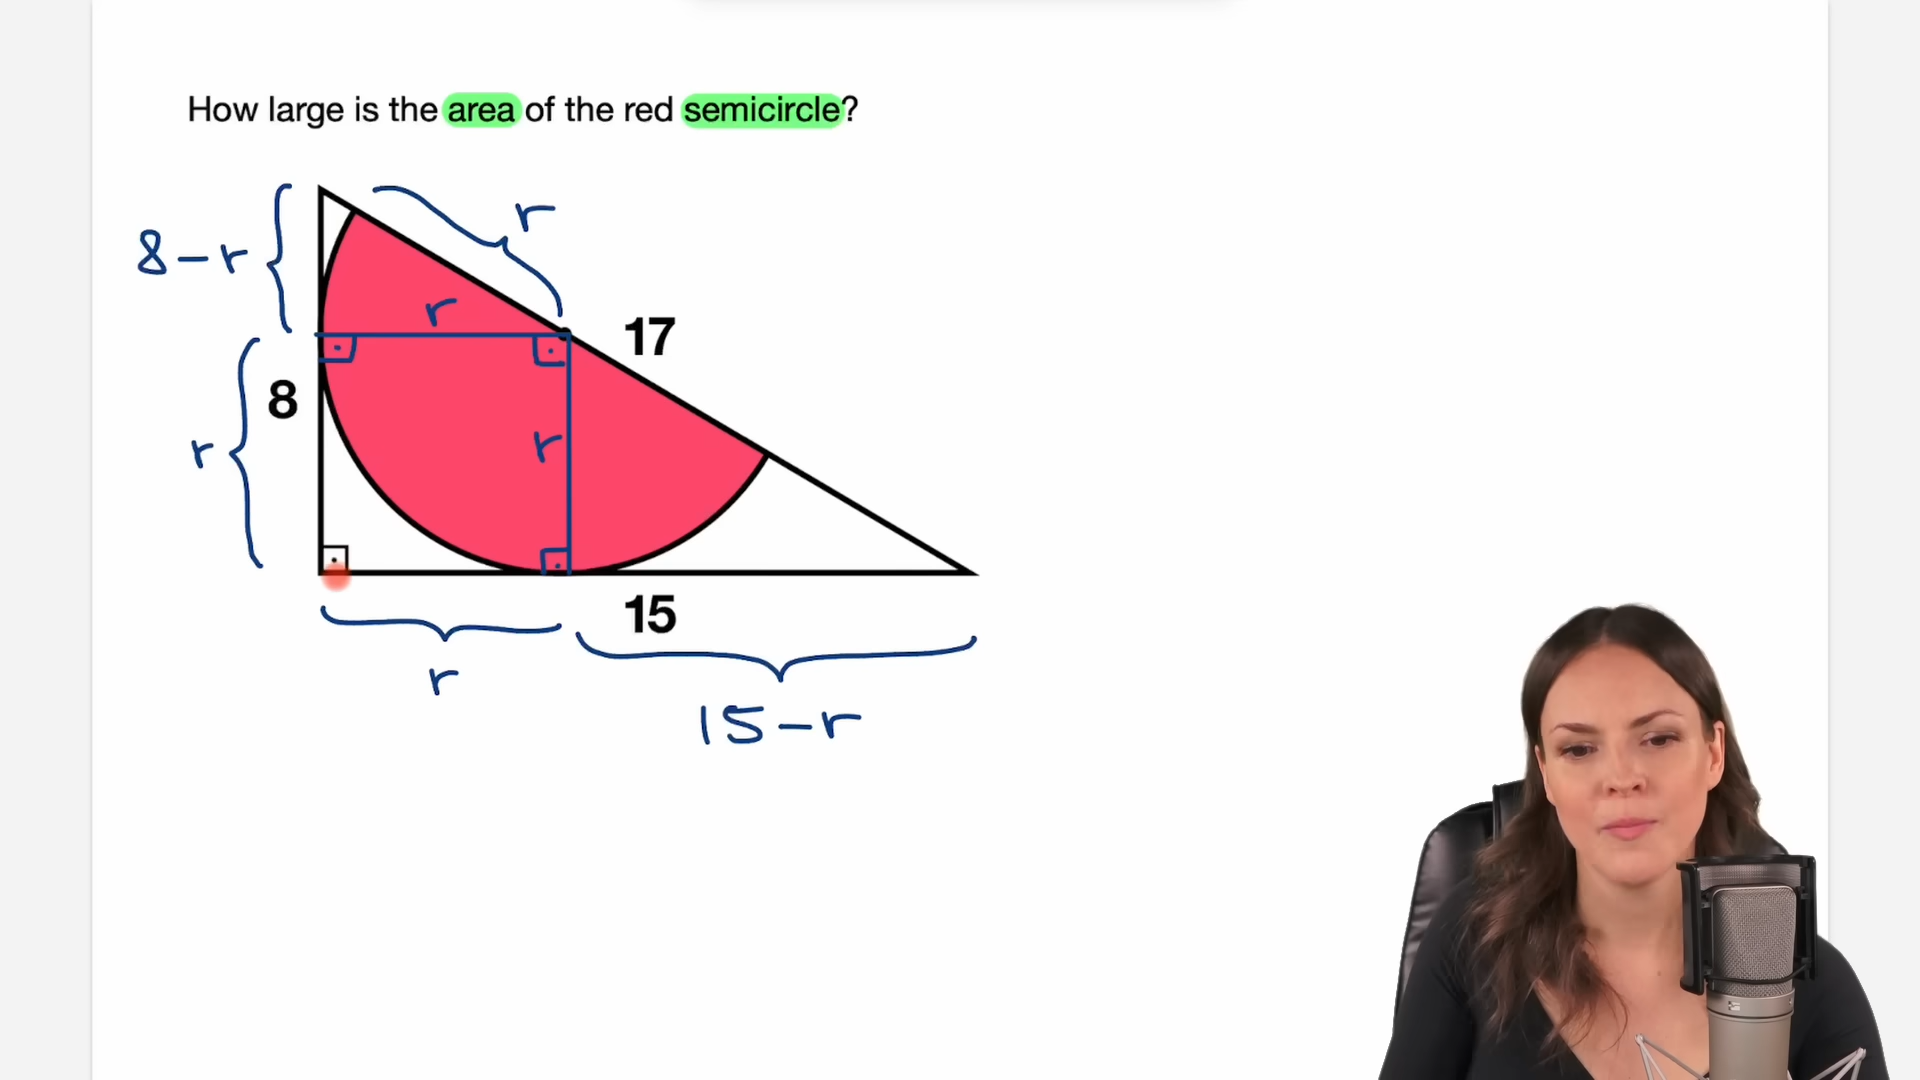 How large is the area of the red semicircle?
r
8-r
r
17
8
r
r
15
r
15-r